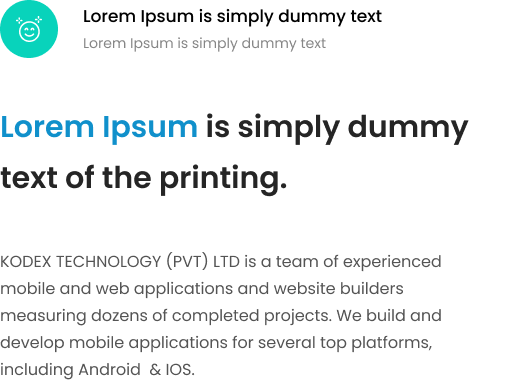 Lorem Ipsum is simply dummy text
Lorem Ipsum is simply dummy text
Lorem Ipsum is simply dummy
text of the printing.
KODEX TECHNOLOGY (PVT) LTD is a team of experienced
mobile and web applications and website builders
measuring dozens of completed projects. We build and
develop mobile applications for several top platforms,
including Android  & IOS.